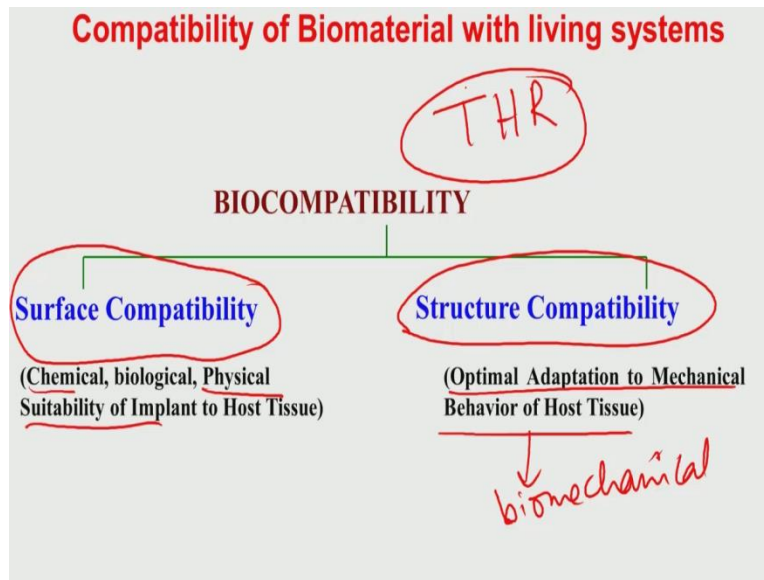 Compatibility of Biomaterial with living systems
THR
BIOCOMPATIBILITY
Surface Compatibility
(Chemical, biological, Physical
Suitability of Implant to Host Tissue)
Structure Compatibility
(Optimal Adaptation to Mechanical
Behavior of Host Tissue)
biomechanical